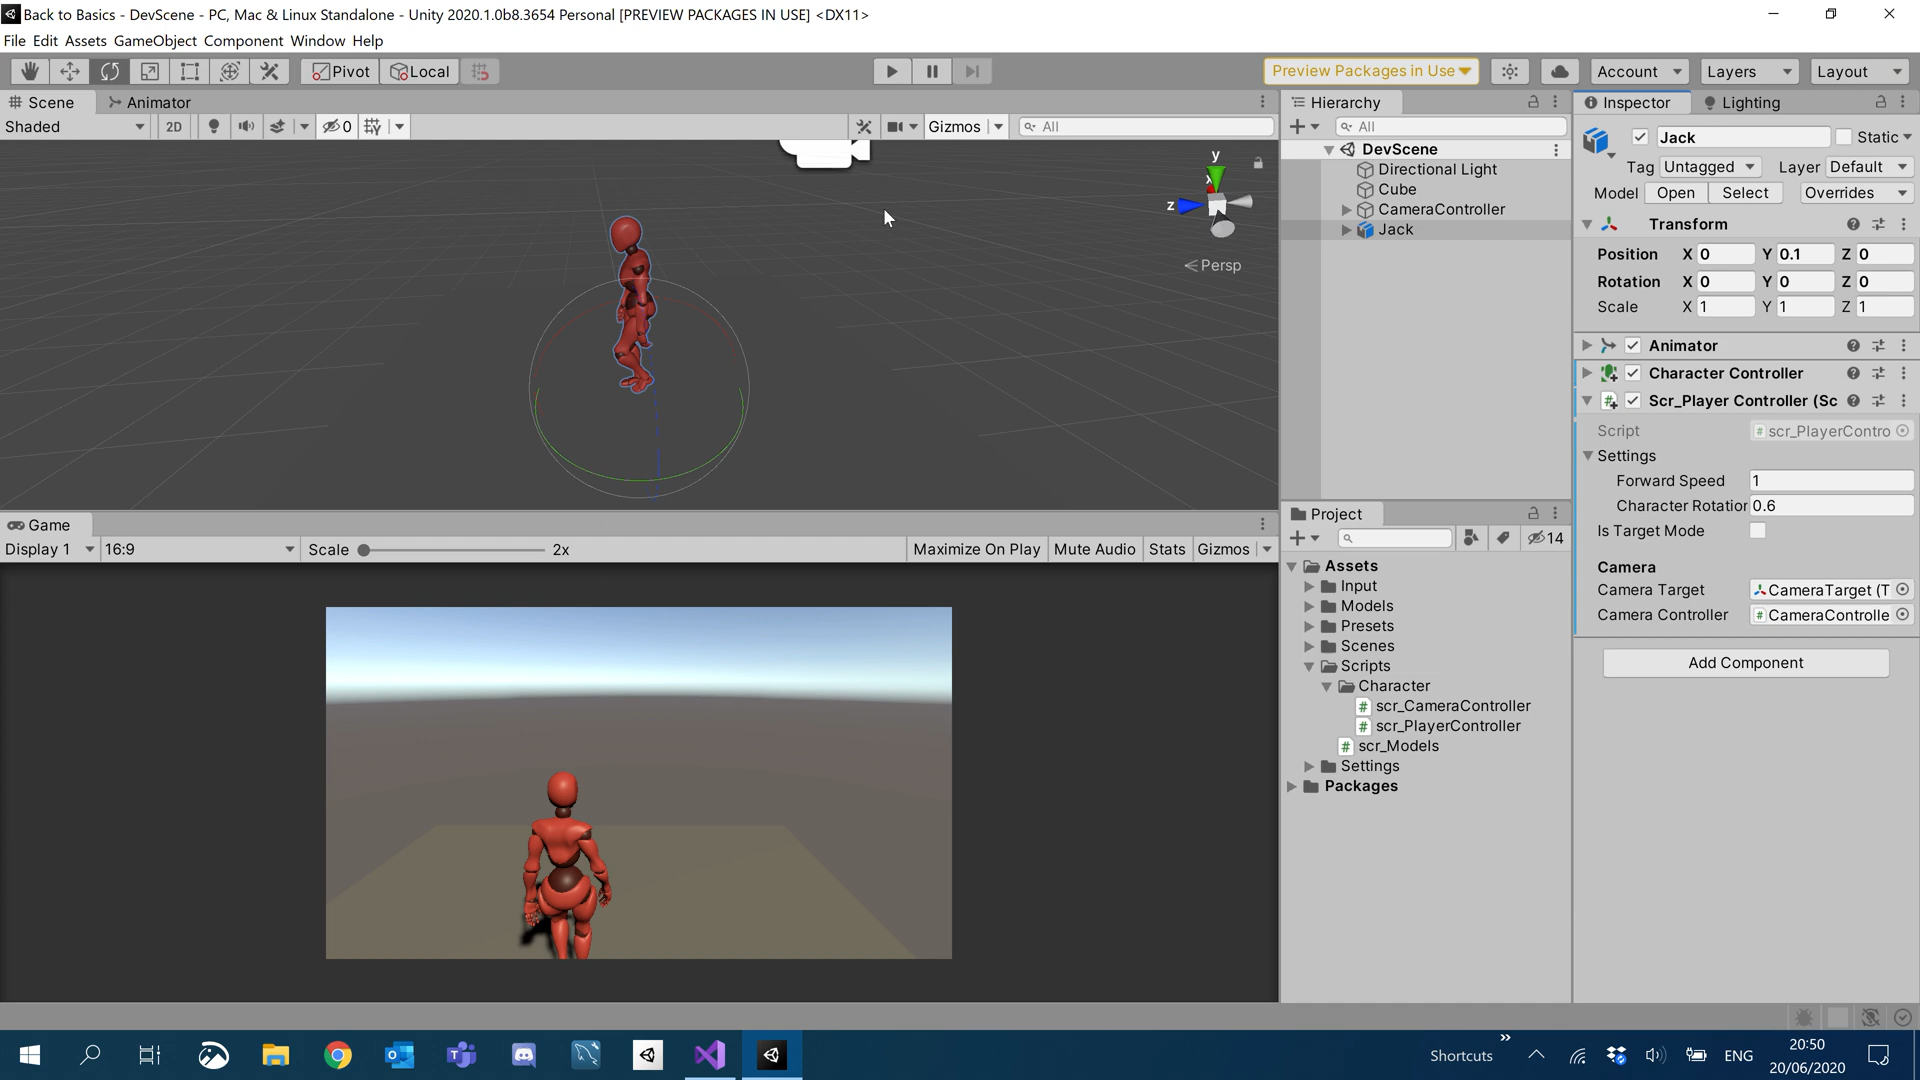 Back to Basics - DevScene - PC, Mac & Linux Standalone - Unity 2020.1.0b8.3654 Personal [PREVIEW PACKAGES IN USE] <DX11>
File Edit Assets GameObject Component Window Help
Pivot Local Preview Packages in Use Account Layers Layout
Scene Animator
Shaded 2D 0 Gizmos All
y
x
z
Persp
Game
Display 1 16:9 Scale 2x Maximize On Play Mute Audio Stats Gizmos
Hierarchy
All
DevScene
Directional Light
Cube
CameraController
Jack
Project
14
Assets
Input
Models
Presets
Scenes
Scripts
Character
scr_CameraController
scr_PlayerController
scr_Models
Settings
Packages
Inspector Lighting
Jack Static
Tag Untagged Layer Default
Model Open Select Overrides
Transform
Position X 0 Y 0.1 Z 0
Rotation X 0 Y 0 Z 0
Scale X 1 Y 1 Z 1
Animator
Character Controller
Scr_Player Controller (Sc
Script scr_PlayerContro
Settings
Forward Speed 1
Character Rotation 0.6
Is Target Mode
Camera
Camera Target CameraTarget (T
Camera Controller CameraControlle
Add Component
Shortcuts ENG 20:50
20/06/2020